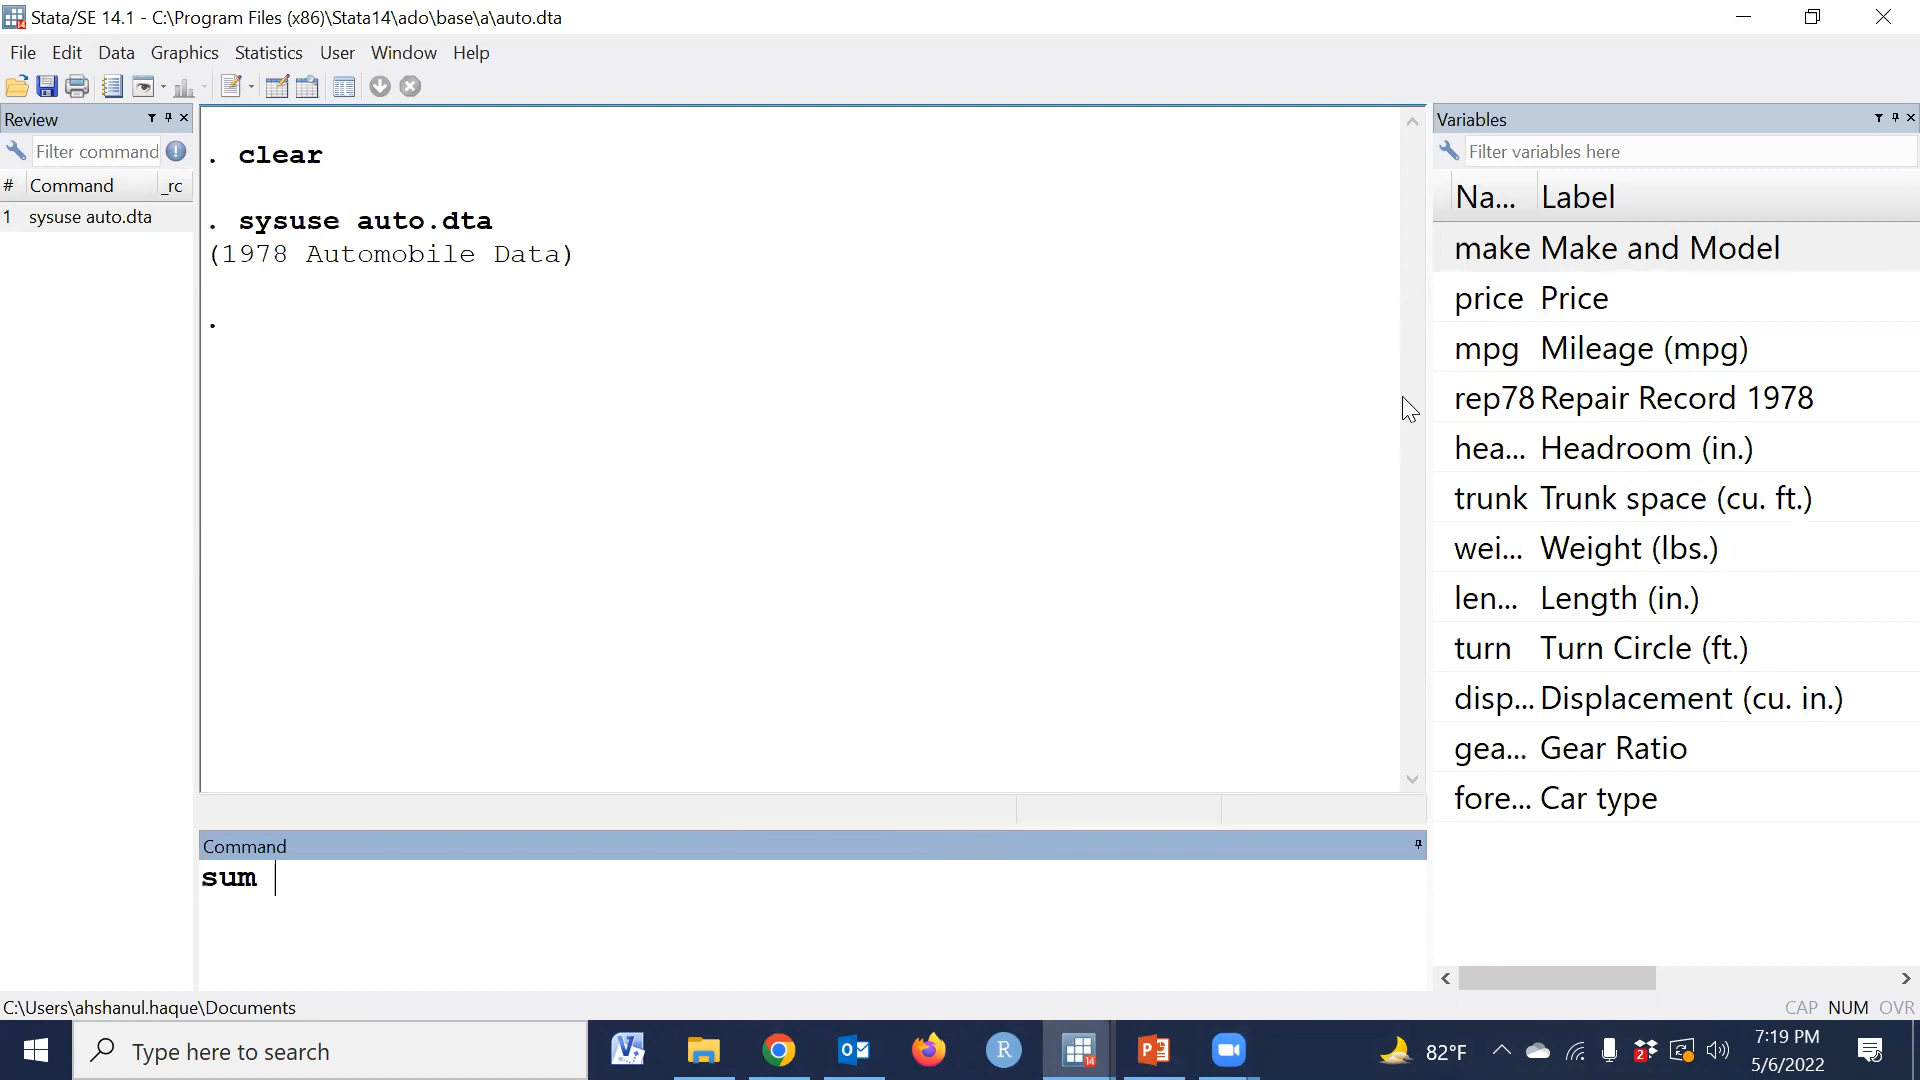 Stata/SE 14.1 - C:\Program Files (x86)\Stata14\ado\base\a\auto.dta
File Edit Data Graphics Statistics User Window Help
Review
Filter command
# Command _rc
1 sysuse auto.dta
. clear
. sysuse auto.dta
(1978 Automobile Data)
.
Command
sum
Variables
Filter variables here
Na... Label
make Make and Model
price Price
mpg Mileage (mpg)
rep78 Repair Record 1978
hea... Headroom (in.)
trunk Trunk space (cu. ft.)
wei... Weight (lbs.)
len... Length (in.)
turn Turn Circle (ft.)
disp... Displacement (cu. in.)
gea... Gear Ratio
fore... Car type
C:\Users\ahshanul.haque\Documents
CAP NUM OVR
Type here to search
82°F
7:19 PM
5/6/2022